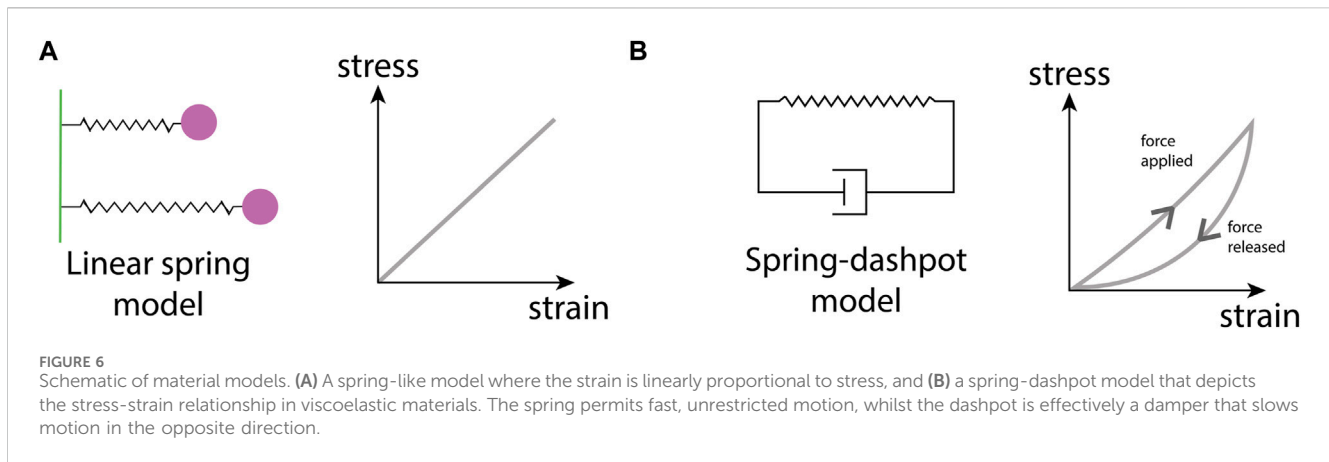 A
stress
strain
Linear spring
model
B
Spring-dashpot
model
stress
force
applied
force
released
strain
FIGURE 6
Schematic of material models. (A) A spring-like model where the strain is linearly proportional to stress, and (B) a spring-dashpot model that depicts
the stress-strain relationship in viscoelastic materials. The spring permits fast, unrestricted motion, whilst the dashpot is effectively a damper that slows
motion in the opposite direction.